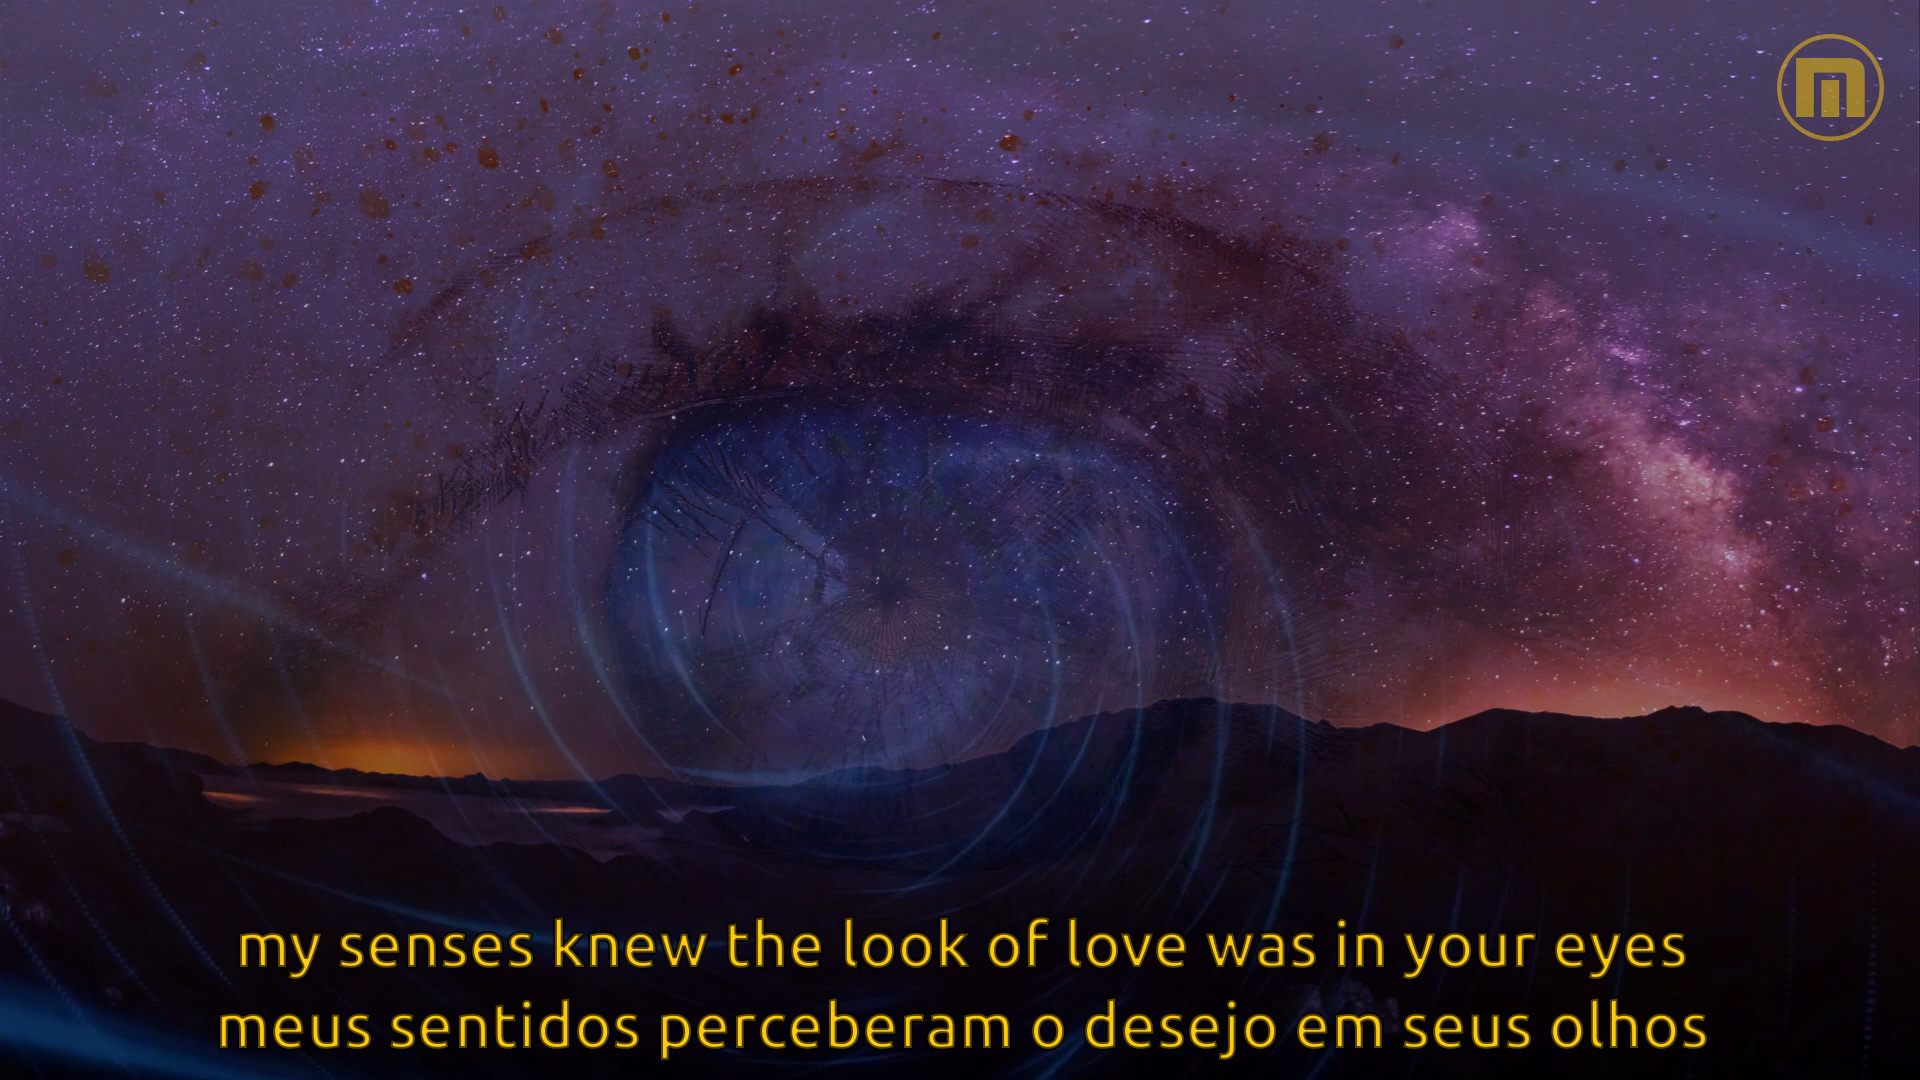 my senses knew the look of love was in your eyes
meus sentidos perceberam o desejo em seus olhos